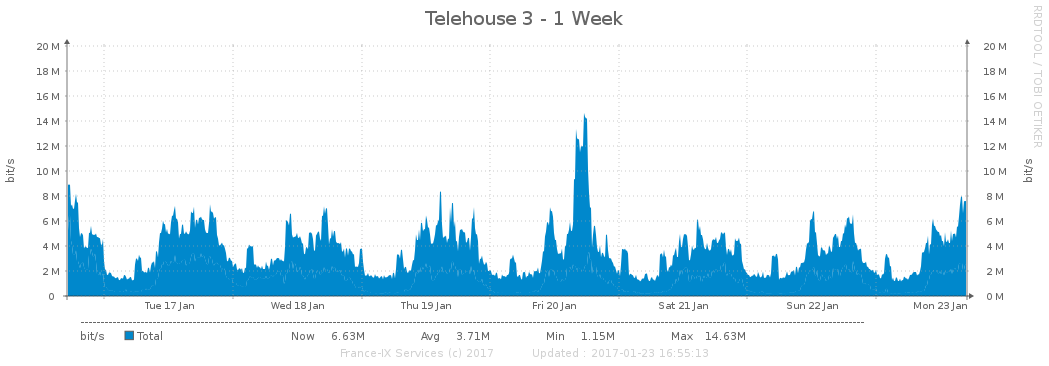 Telehouse 3 - 1 Week
RRDTOOL / TOBI OETIKER
bit/s
20 M
18 M
16 M
14 M
12 M
10 M
8 M
6 M
4 M
2 M
0
20 M
18 M
16 M
14 M
12 M
10 M
8 M
6 M
4 M
2 M
0 M
bit/s
Tue 17 Jan Wed 18 Jan Thu 19 Jan Fri 20 Jan Sat 21 Jan Sun 22 Jan Mon 23 Jan
bit/s Total Now 6.63M Avg 3.71M Min 1.15M Max 14.63M
France-IX Services (c) 2017 Updated : 2017-01-23 16:55:13